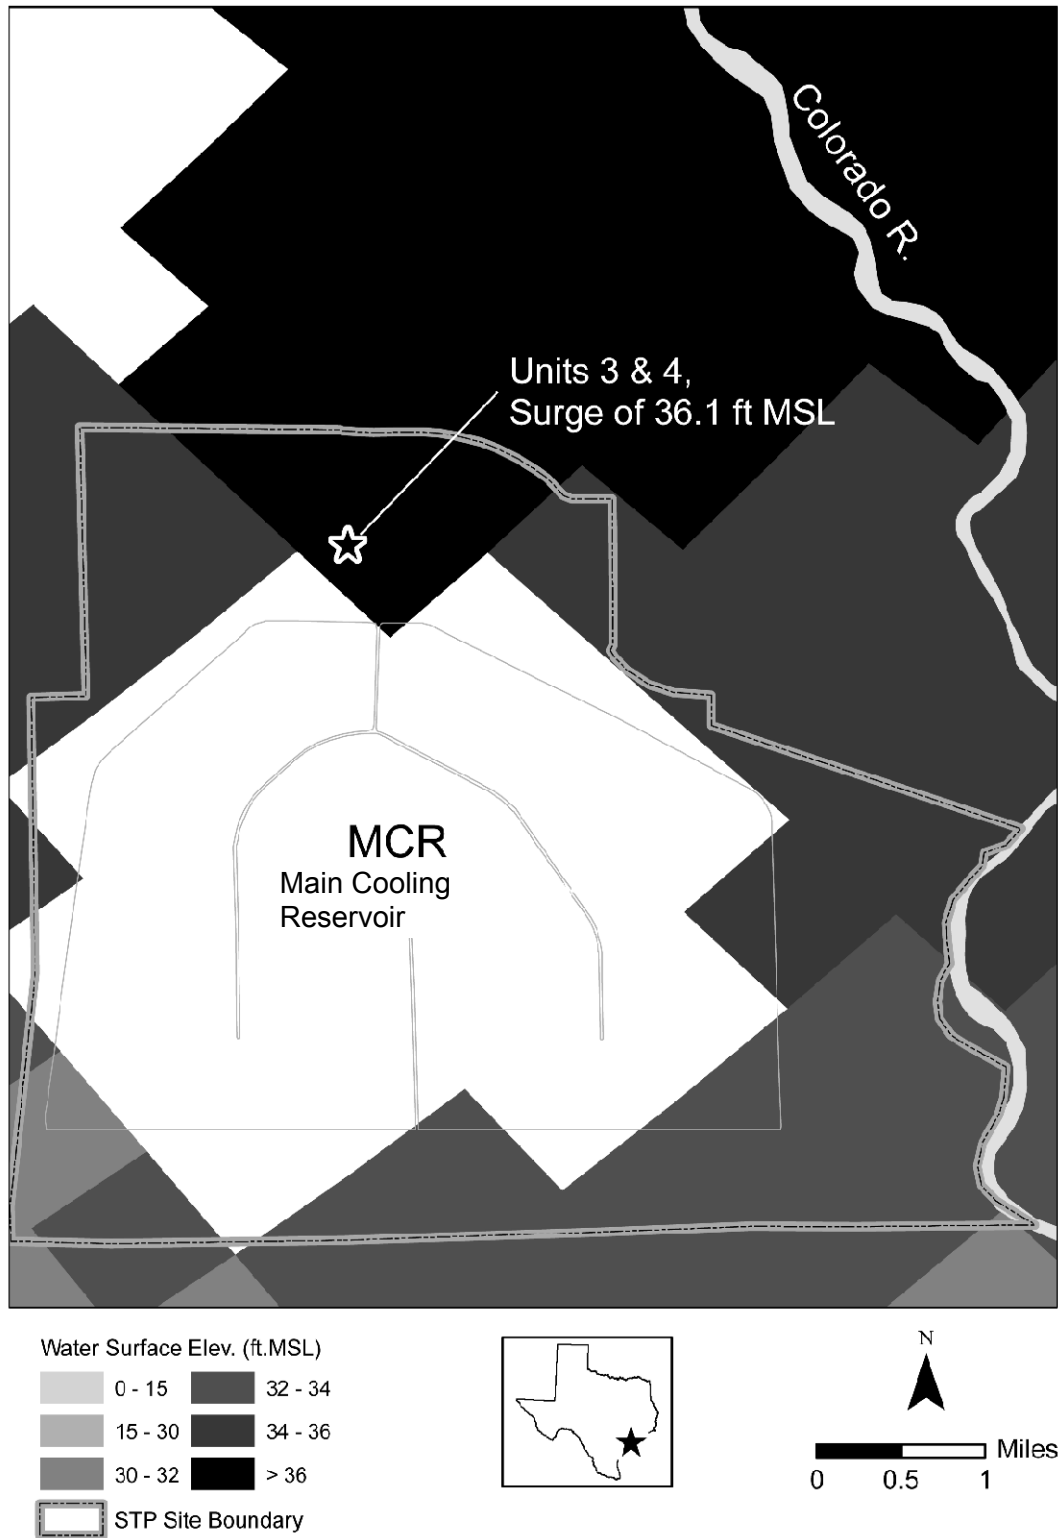 Colorado R.
Units 3 & 4,
Surge of 36.1 ft MSL
MCR
Main Cooling
Reservoir
Water Surface Elev. (ft.MSL)
0 - 15
32 - 34
15 - 30
34 - 36
30 - 32
> 36
STP Site Boundary
N
Miles
0 0.5 1